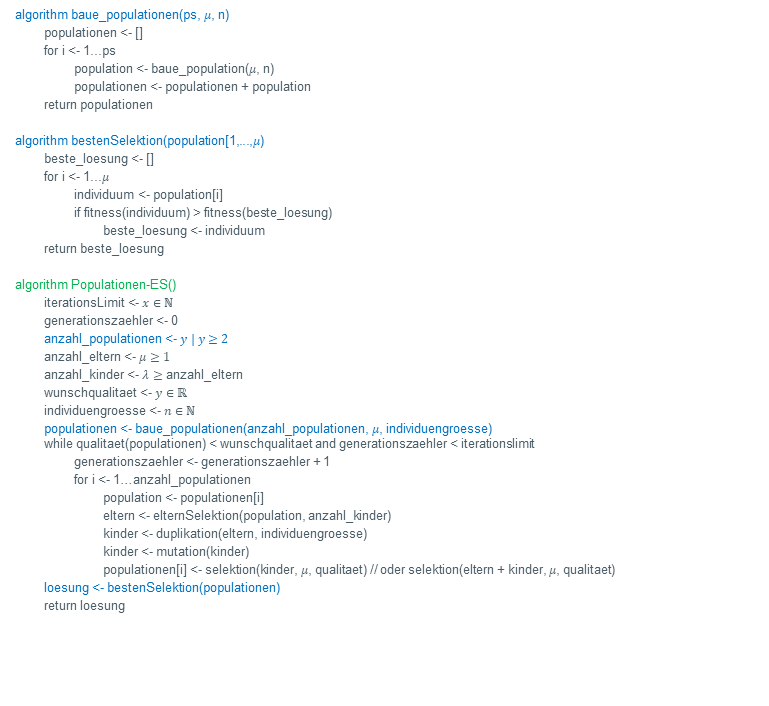 algorithm baue_populationen(ps, 𝜇, n)
populationen <- []
for i <- 1…ps
population <- baue_population(𝜇, n)
populationen <- populationen + population
return populationen
algorithm bestenSelektion(population[1,...,𝜇)
beste_loesung <- []
for i <- 1…𝜇
individuum <- population[i]
if fitness(individuum) > fitness(beste_loesung)
beste_loesung <- individuum
return beste_loesung
algorithm Populationen-ES()
iterationsLimit <- 𝑥 ∈ ℕ
generationszaehler <- 0
anzahl_populationen <- 𝑦 | 𝑦 ≥ 2
anzahl_eltern <- 𝜇 ≥ 1
anzahl_kinder <- 𝜆 ≥ anzahl_eltern
wunschqualitaet <- 𝑦 ∈ ℝ
individuengroesse <- 𝑛 ∈ ℕ
populationen <- baue_populationen(anzahl_populationen, 𝜇, individuengroesse)
while qualitaet(populationen) < wunschqualitaet and generationszaehler < iterationslimit
generationszaehler <- generationszaehler + 1
for i <- 1…anzahl_populationen
population <- populationen[i]
eltern <- elternSelektion(population, anzahl_kinder)
kinder <- duplikation(eltern, individuengroesse)
kinder <- mutation(kinder)
populationen[i] <- selektion(kinder, 𝜇, qualitaet) // oder selektion(eltern + kinder, 𝜇, qualitaet)
loesung <- bestenSelektion(populationen)
return loesung